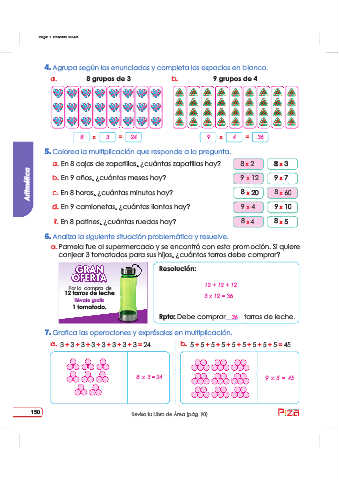 4. Agrupa según los enunciados y completa los espacios en blanco.
a. 8 grupos de 3
b. 9 grupos de 4
8 x 3 = 24
9 x 4 = 36
5. Colorea la multiplicación que responde a la pregunta.
a. En 8 cajas de zapatillas, ¿cuántas zapatillas hay? 8 x 2 8 x 3
b. En 9 años, ¿cuántos meses hay? 9 x 12 9 x 7
c. En 8 horas, ¿cuántos minutos hay? 8 x 20 8 x 60
d. En 9 camionetas, ¿cuántas llantas hay? 9 x 4 9 x 10
f. En 8 patines, ¿cuántas ruedas hay? 8 x 4 8 x 5
Aritmética
6. Analiza la siguiente situación problemática y resuelve.
a. Pamela fue al supermercado y se encontró con esta promoción. Si quiere
canjear 3 tomatodos para sus hijos, ¿cuántos tarros debe comprar?
GRAN
OFERTA
Por la compra de
12 tarros de leche
llévate gratis
1 tomatodo.
Resolución:
12 + 12 + 12
3 x 12 = 36
Rpta: Debe comprar 36 tarros de leche.
7. Grafica las operaciones y exprésalas en multiplicación.
a. 3 + 3 + 3 + 3 + 3 + 3 + 3 + 3 = 24
b. 5 + 5 + 5 + 5 + 5 + 5 + 5 + 5 + 5 = 45
8 x 3 = 24
9 x 5 = 45
150
Revisa tu Libro de Área (pág. 90)